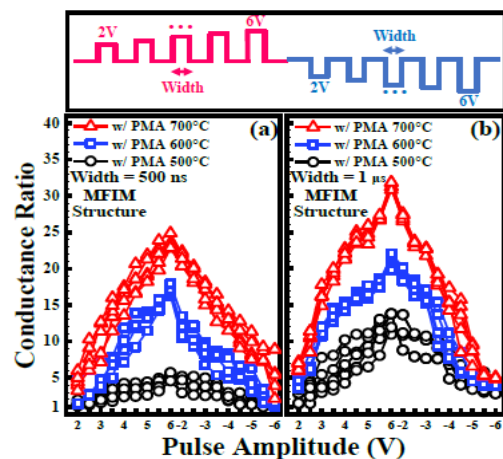 2V
6V
Width
Width
2V
6V
w/ PMA 700°C (a)
w/ PMA 600°C
w/ PMA 500°C
Width = 500 ns
MFIM
Structure
w/ PMA 700°C (b)
w/ PMA 600°C
w/ PMA 500°C
Width = 1 μs
MFIM
Structure
Conductance Ratio
40
35
30
25
20
15
10
5
1
2 3 4 5 6 -2 -3 -4 -5 -6
2 3 4 5 6 -2 -3 -4 -5 -6
Pulse Amplitude (V)